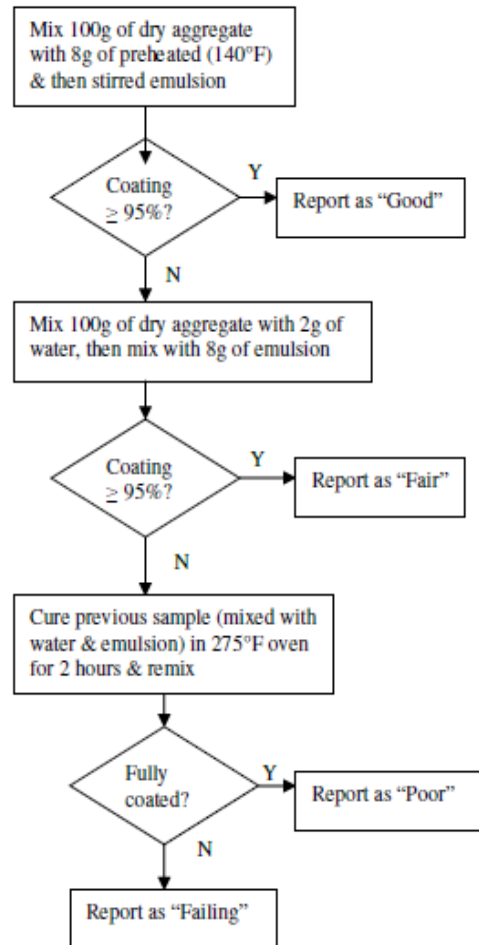 Mix 100g of dry aggregate
with 8g of preheated (140°F)
& then stirred emulsion
Coating
≥ 95%?
Y
Report as “Good”
N
Mix 100g of dry aggregate with 2g of
water, then mix with 8g of emulsion
Coating
≥ 95%?
Y
Report as “Fair”
N
Cure previous sample (mixed with
water & emulsion) in 275°F oven
for 2 hours & remix
Fully
coated?
Y
Report as “Poor”
N
Report as “Failing”